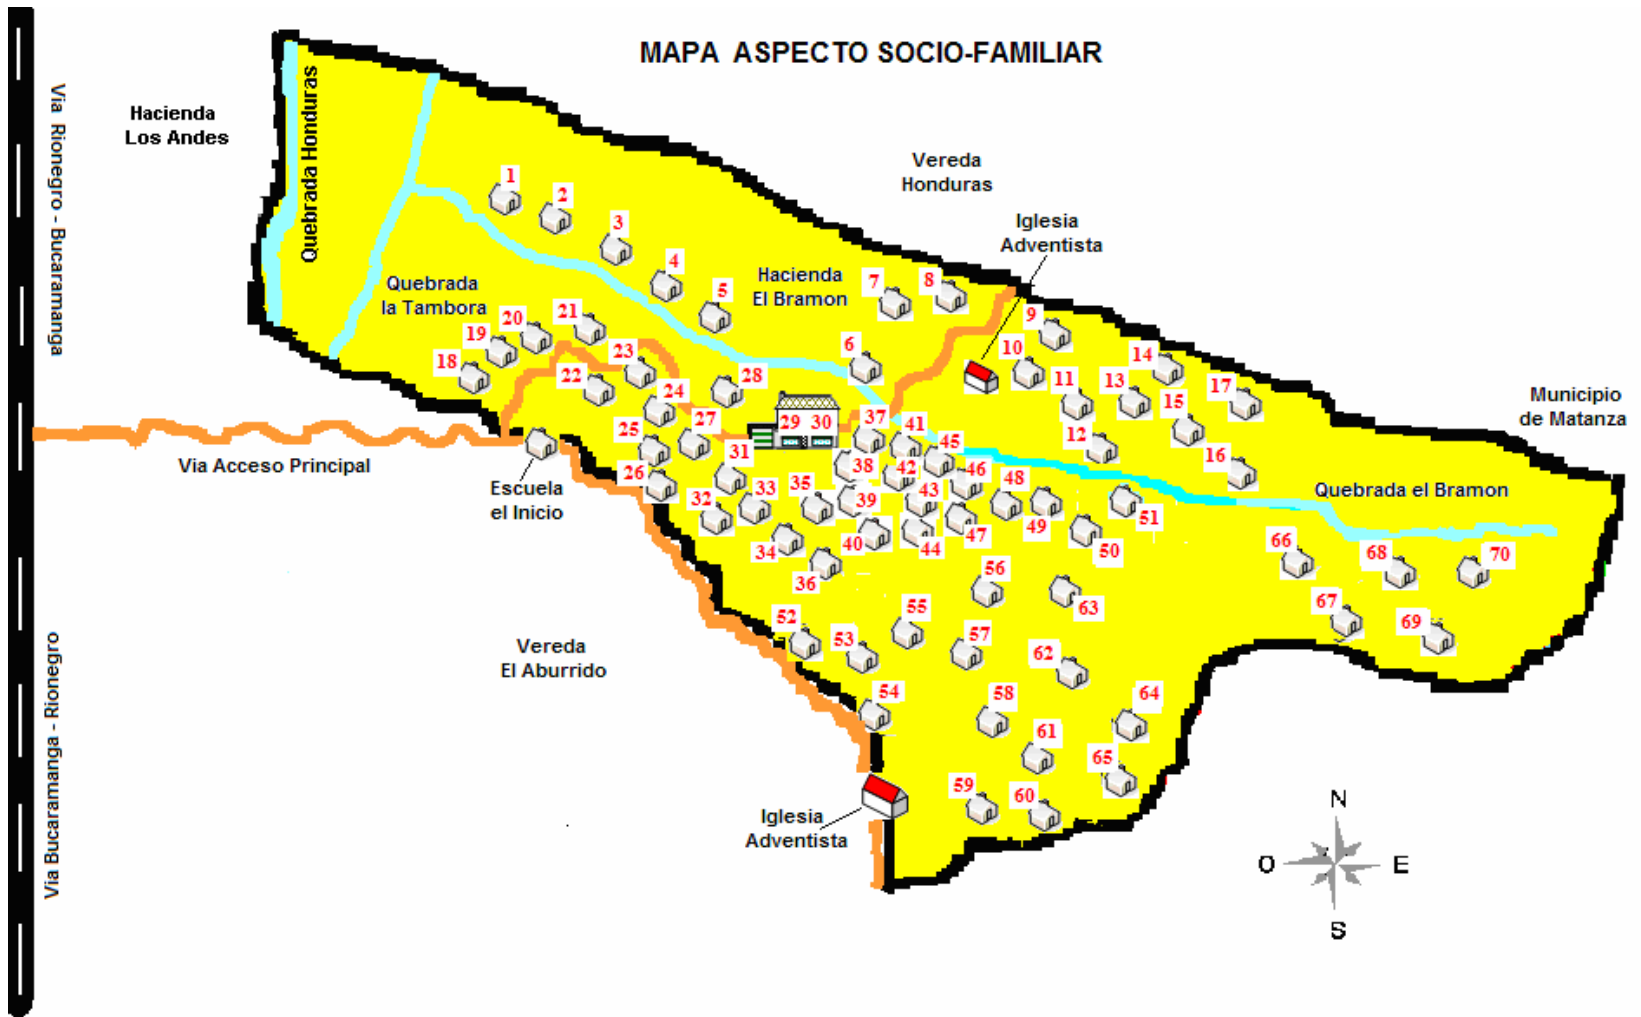 MAPA ASPECTO SOCIO-FAMILIAR
Via Rionegro - Bucaramanga
Via Bucaramanga - Rionegro
Hacienda
Los Andes
Quebrada Honduras
Vereda
Honduras
Iglesia
Adventista
Quebrada
la Tambora
Hacienda
El Bramon
Municipio
de Matanza
Via Acceso Principal
Escuela
el Inicio
Quebrada el Bramon
Vereda
El Aburrido
Iglesia
Adventista
1
2
3
4
5
6
7
8
9
10
11
12
13
14
15
16
17
18
19
20
21
22
23
24
25
26
27
28
29
30
31
32
33
34
35
36
37
38
39
40
41
42
43
44
45
46
47
48
49
50
51
52
53
54
55
56
57
58
59
60
61
62
63
64
65
66
67
68
69
70
N
O
E
S